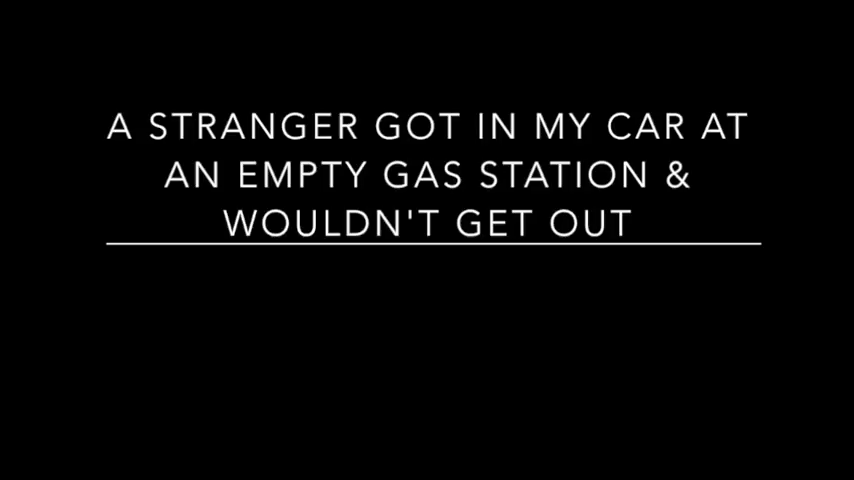 A STRANGER GOT IN MY CAR AT
AN EMPTY GAS STATION &
WOULDN'T GET OUT